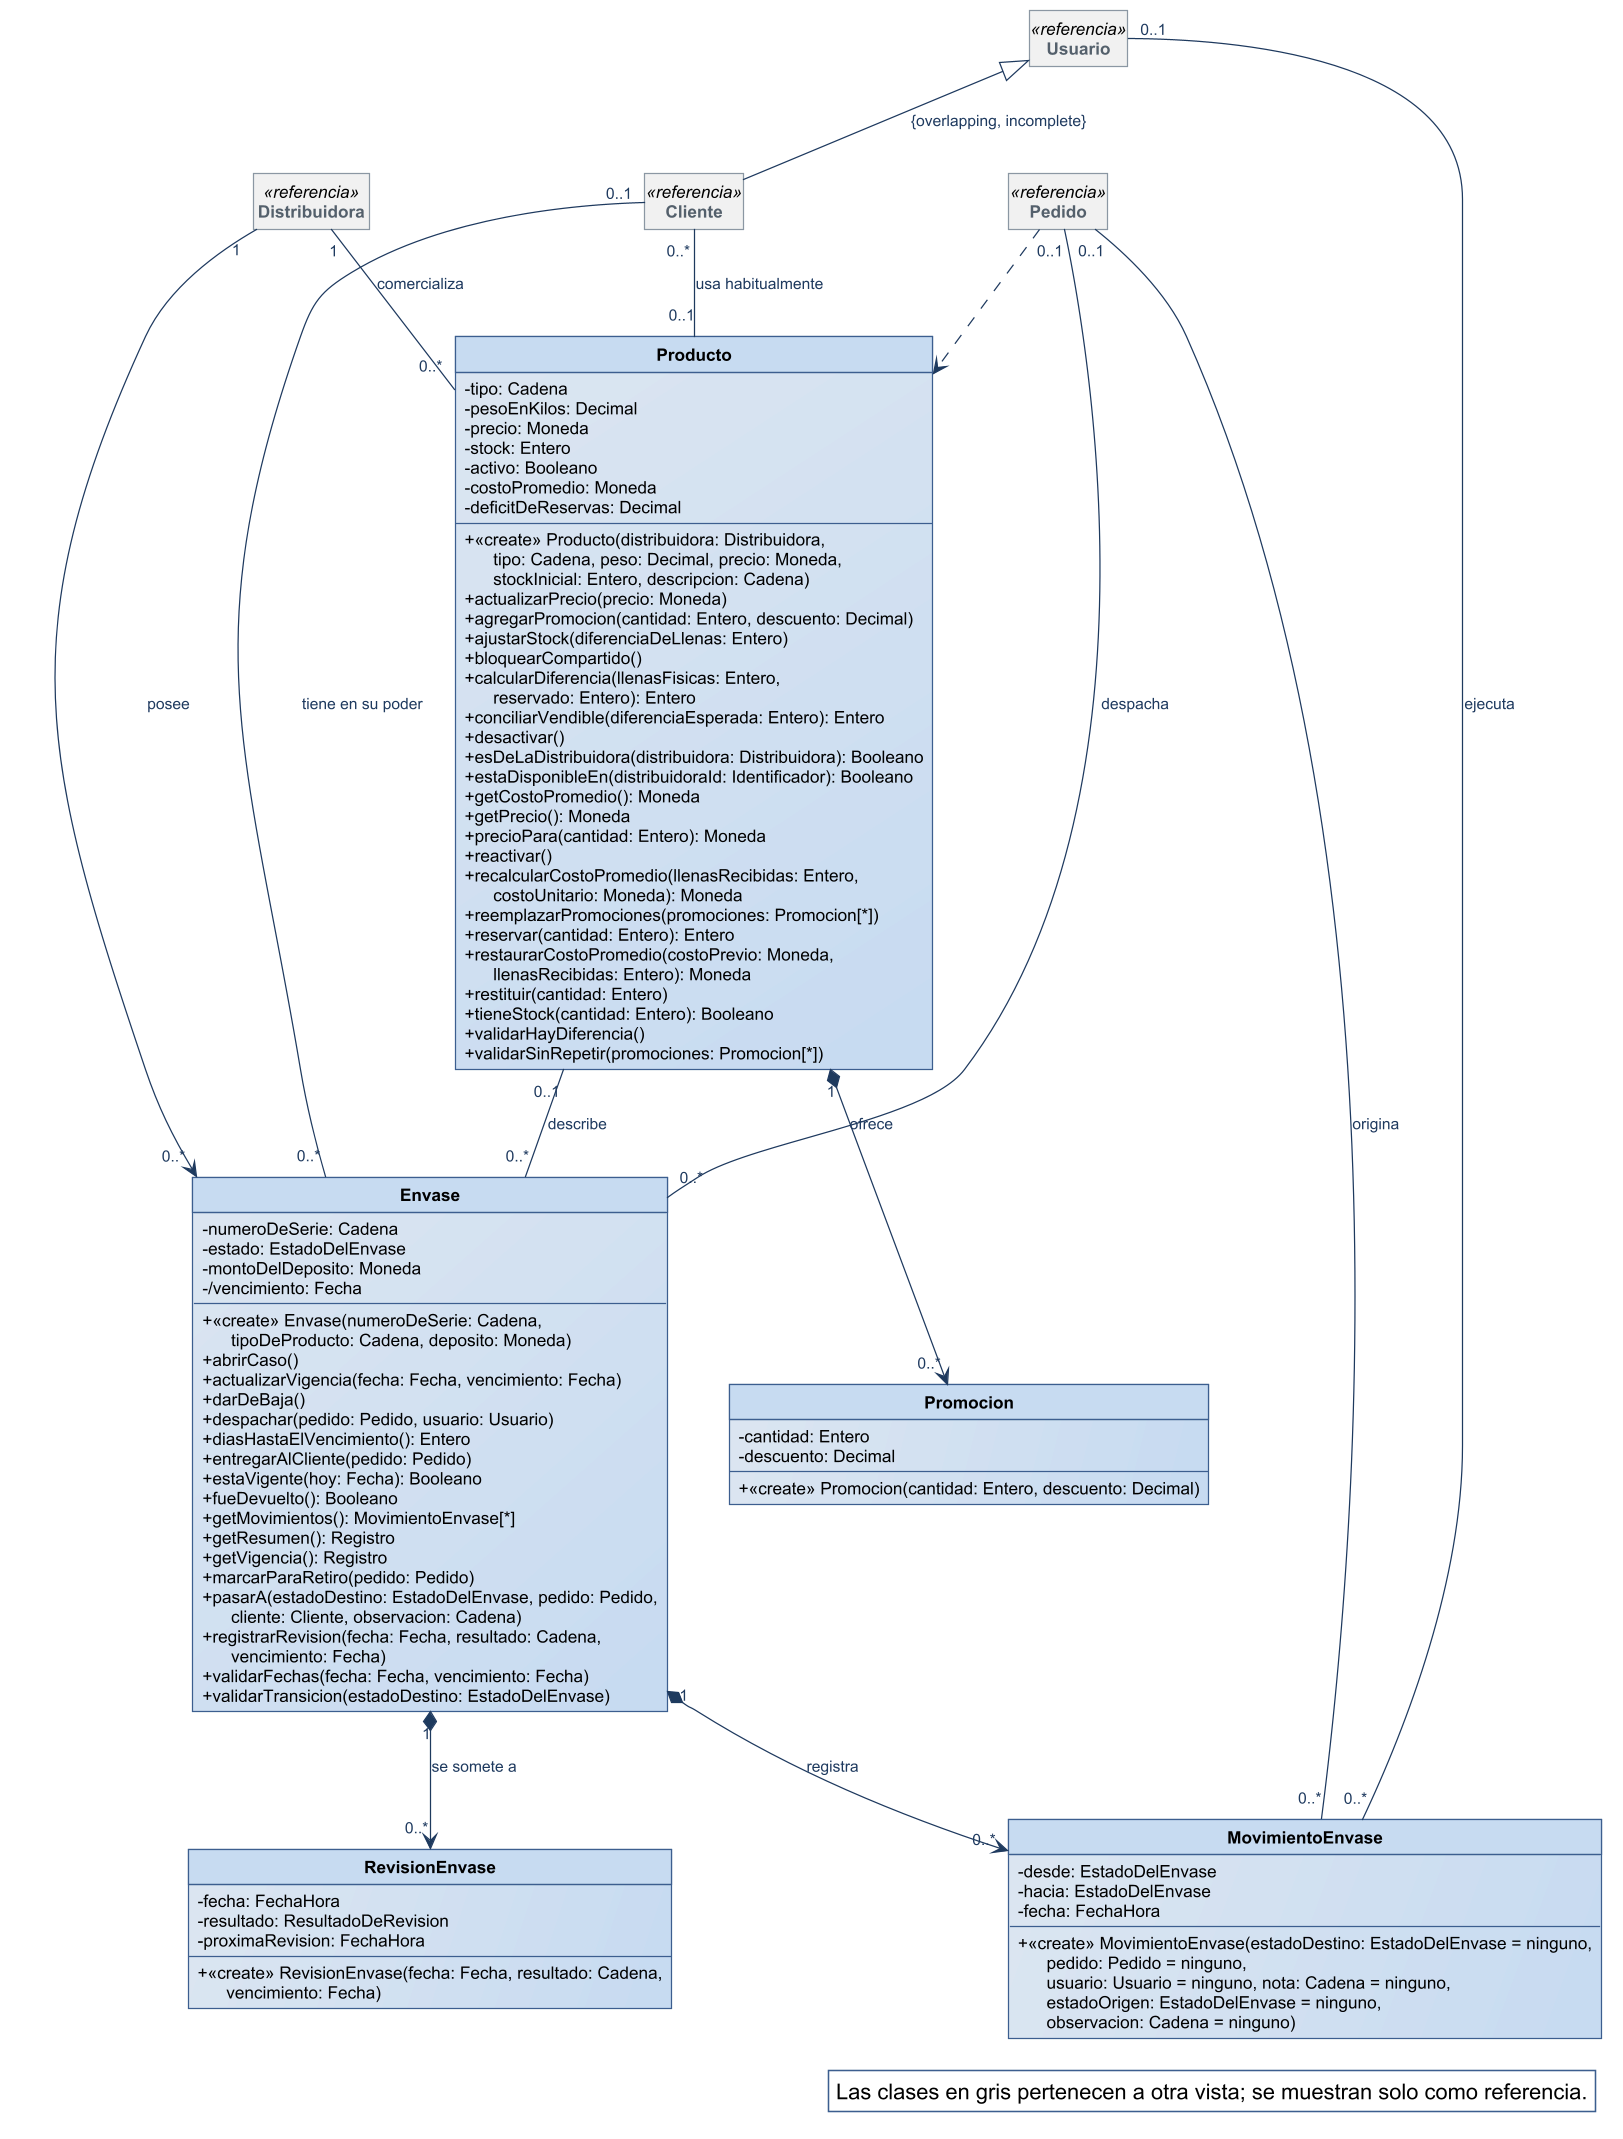 «referencia»
Usuario
0..1
{overlapping, incomplete}
«referencia»
Distribuidora
0..1
«referencia»
Cliente
«referencia»
Pedido
1
1
0..*
0..1
0..1
comercializa
usa habitualmente
0..1
0..*
Producto
-tipo: Cadena
-pesoEnKilos: Decimal
-precio: Moneda
-stock: Entero
-activo: Booleano
-costoPromedio: Moneda
-deficitDeReservas: Decimal
+«create» Producto(distribuidora: Distribuidora,
tipo: Cadena, peso: Decimal, precio: Moneda,
stockInicial: Entero, descripcion: Cadena)
+actualizarPrecio(precio: Moneda)
+agregarPromocion(cantidad: Entero, descuento: Decimal)
+ajustarStock(diferenciaDeLlenas: Entero)
+bloquearCompartido()
+calcularDiferencia(llenasFisicas: Entero,
reservado: Entero): Entero
+conciliarVendible(diferenciaEsperada: Entero): Entero
+desactivar()
+esDeLaDistribuidora(distribuidora: Distribuidora): Booleano
+estaDisponibleEn(distribuidoraId: Identificador): Booleano
+getCostoPromedio(): Moneda
+getPrecio(): Moneda
+precioPara(cantidad: Entero): Moneda
+reactivar()
+recalcularCostoPromedio(llenasRecibidas: Entero,
costoUnitario: Moneda): Moneda
+reemplazarPromociones(promociones: Promocion[*])
+reservar(cantidad: Entero): Entero
+restaurarCostoPromedio(costoPrevio: Moneda,
llenasRecibidas: Entero): Moneda
+restituir(cantidad: Entero)
+tieneStock(cantidad: Entero): Booleano
+validarHayDiferencia()
+validarSinRepetir(promociones: Promocion[*])
posee
tiene en su poder
despacha
ejecuta
0..1
1
describe
ofrece
origina
0..*
0..*
0..*
0..*
Envase
-numeroDeSerie: Cadena
-estado: EstadoDelEnvase
-montoDelDeposito: Moneda
-/vencimiento: Fecha
+«create» Envase(numeroDeSerie: Cadena,
tipoDeProducto: Cadena, deposito: Moneda)
+abrirCaso()
+actualizarVigencia(fecha: Fecha, vencimiento: Fecha)
+darDeBaja()
+despachar(pedido: Pedido, usuario: Usuario)
+diasHastaElVencimiento(): Entero
+entregarAlCliente(pedido: Pedido)
+estaVigente(hoy: Fecha): Booleano
+fueDevuelto(): Booleano
+getMovimientos(): MovimientoEnvase[*]
+getResumen(): Registro
+getVigencia(): Registro
+marcarParaRetiro(pedido: Pedido)
+pasarA(estadoDestino: EstadoDelEnvase, pedido: Pedido,
cliente: Cliente, observacion: Cadena)
+registrarRevision(fecha: Fecha, resultado: Cadena,
vencimiento: Fecha)
+validarFechas(fecha: Fecha, vencimiento: Fecha)
+validarTransicion(estadoDestino: EstadoDelEnvase)
0..*
Promocion
-cantidad: Entero
-descuento: Decimal
+«create» Promocion(cantidad: Entero, descuento: Decimal)
1
1
se somete a
registra
0..*
0..*
0..*
0..*
RevisionEnvase
-fecha: FechaHora
-resultado: ResultadoDeRevision
-proximaRevision: FechaHora
+«create» RevisionEnvase(fecha: Fecha, resultado: Cadena,
vencimiento: Fecha)
MovimientoEnvase
-desde: EstadoDelEnvase
-hacia: EstadoDelEnvase
-fecha: FechaHora
+«create» MovimientoEnvase(estadoDestino: EstadoDelEnvase = ninguno,
pedido: Pedido = ninguno,
usuario: Usuario = ninguno, nota: Cadena = ninguno,
estadoOrigen: EstadoDelEnvase = ninguno,
observacion: Cadena = ninguno)
Las clases en gris pertenecen a otra vista; se muestran solo como referencia.